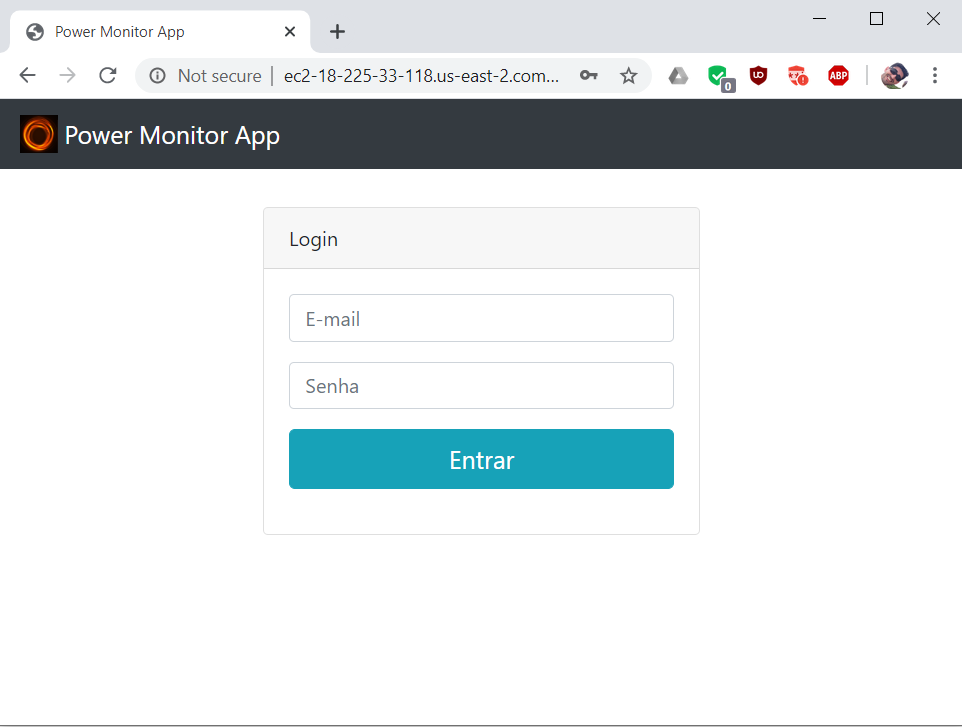 Power Monitor App
Not secure | ec2-18-225-33-118.us-east-2.com...
0
UD
ABP
Power Monitor App
Login
E-mail
Senha
Entrar